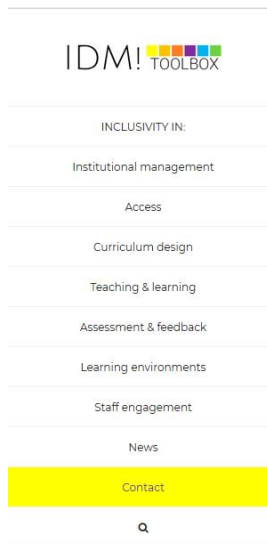 IDM! TOOLBOX
INCLUSIVITY IN:
Institutional management
Access
Curriculum design
Teaching & learning
Assessment & feedback
Learning environments
Staff engagement
News
Contact